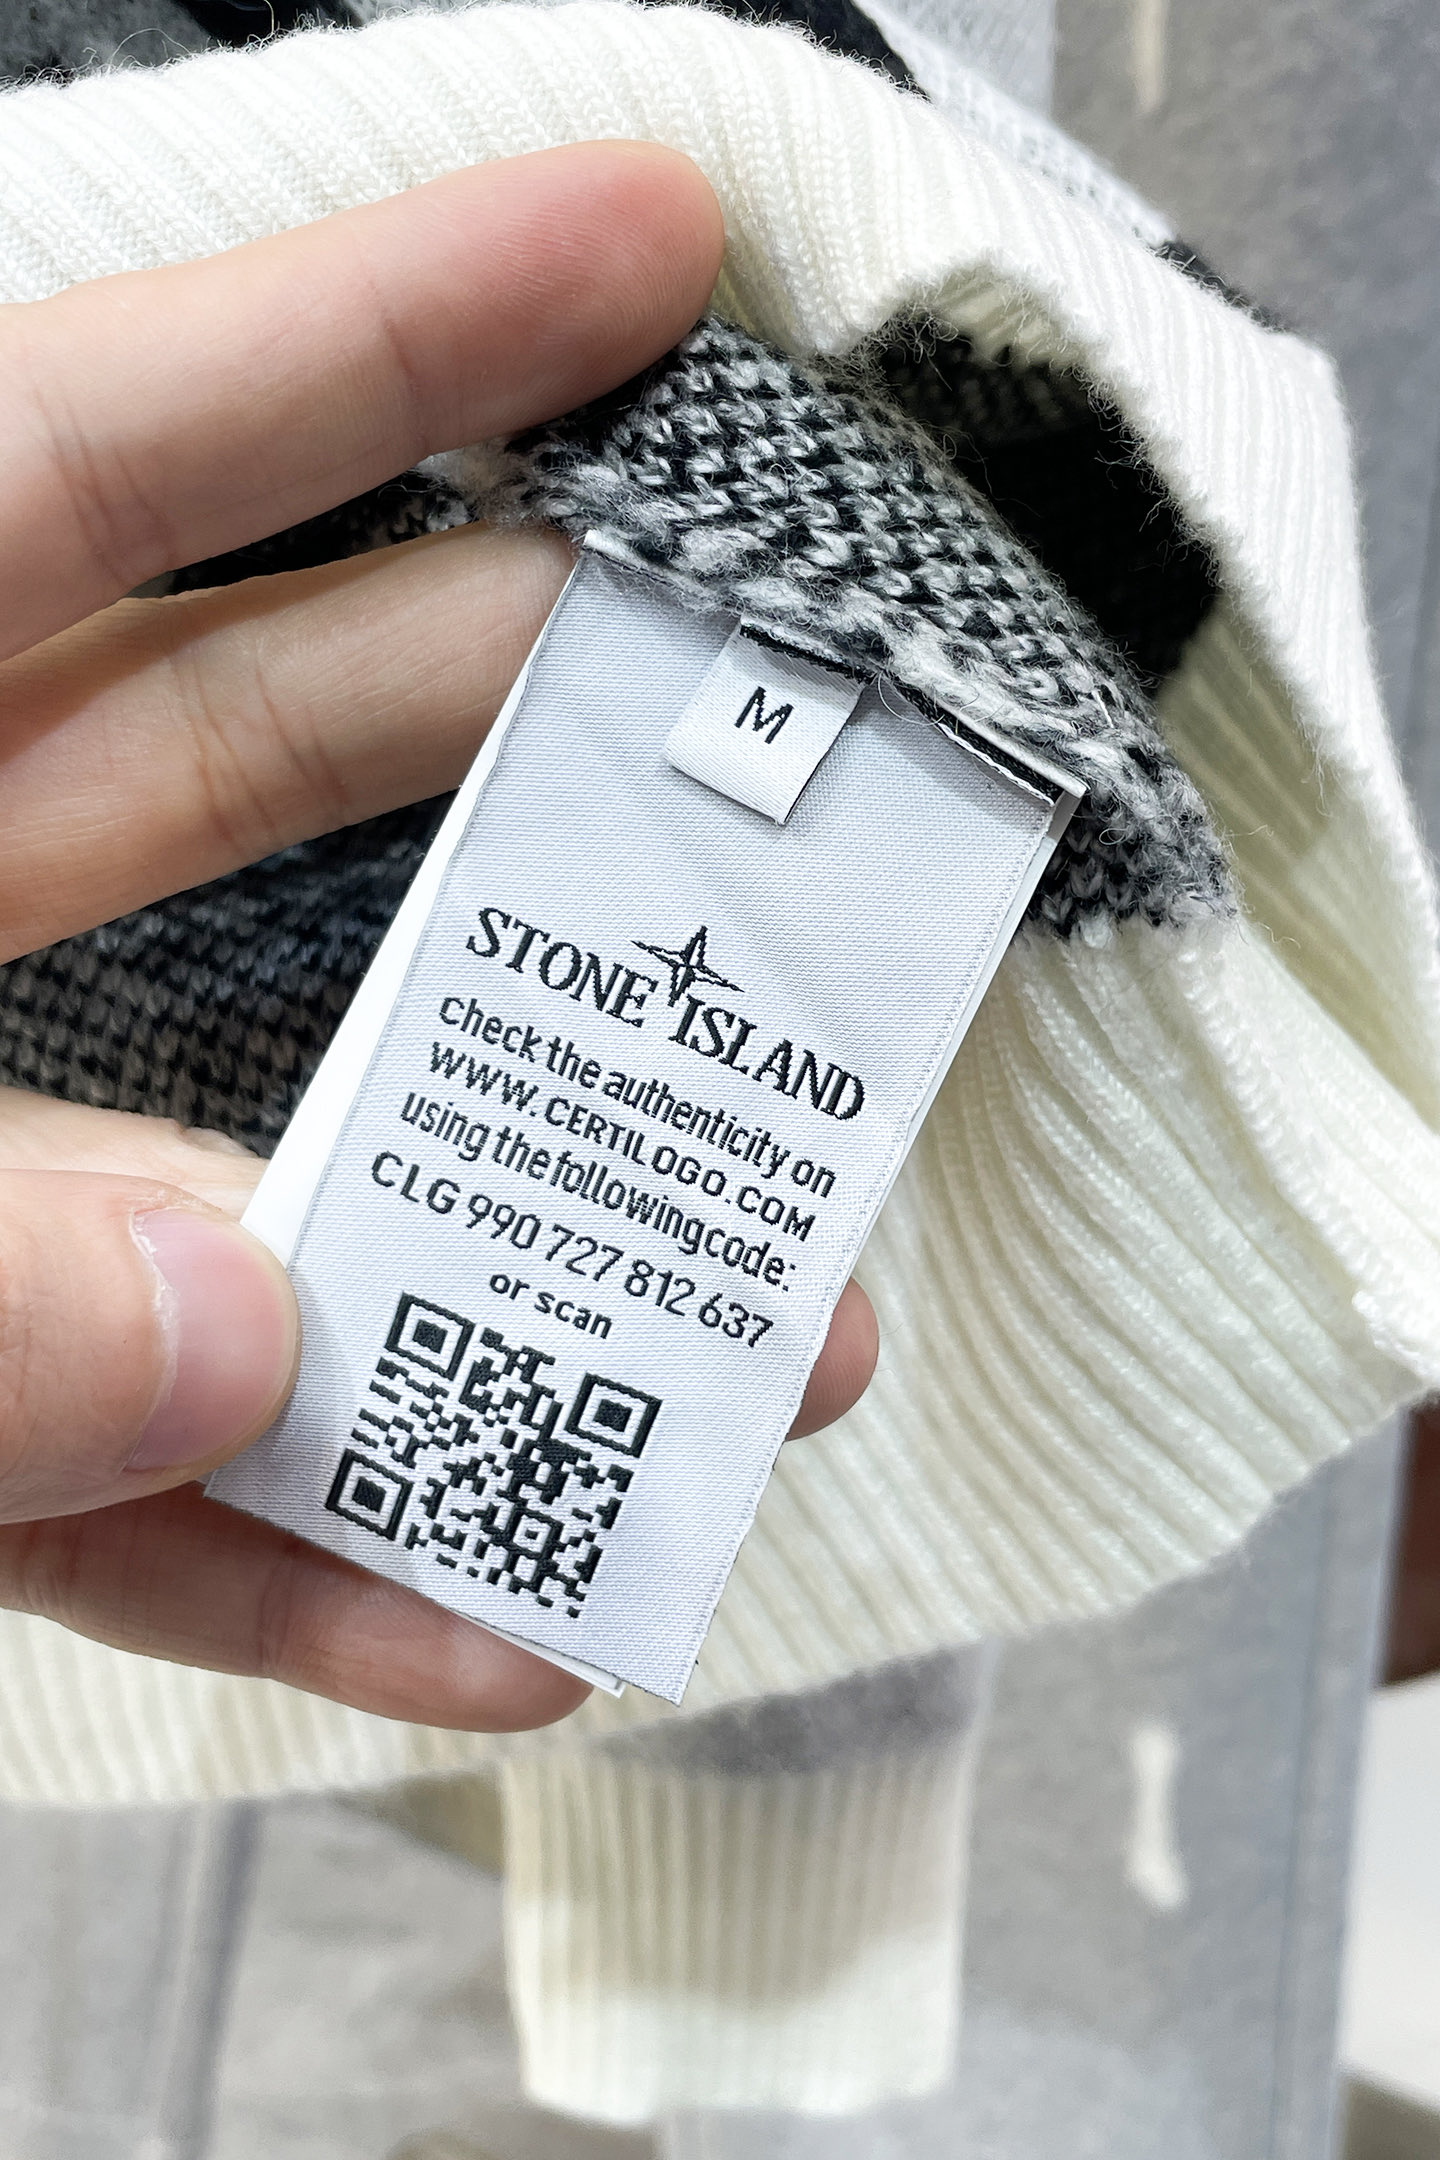 M
STONE ISLAND
Check the authenticity on
WWW.CERTILOGO.COM
using the following code:
CLG 990 727 812 637
or scan